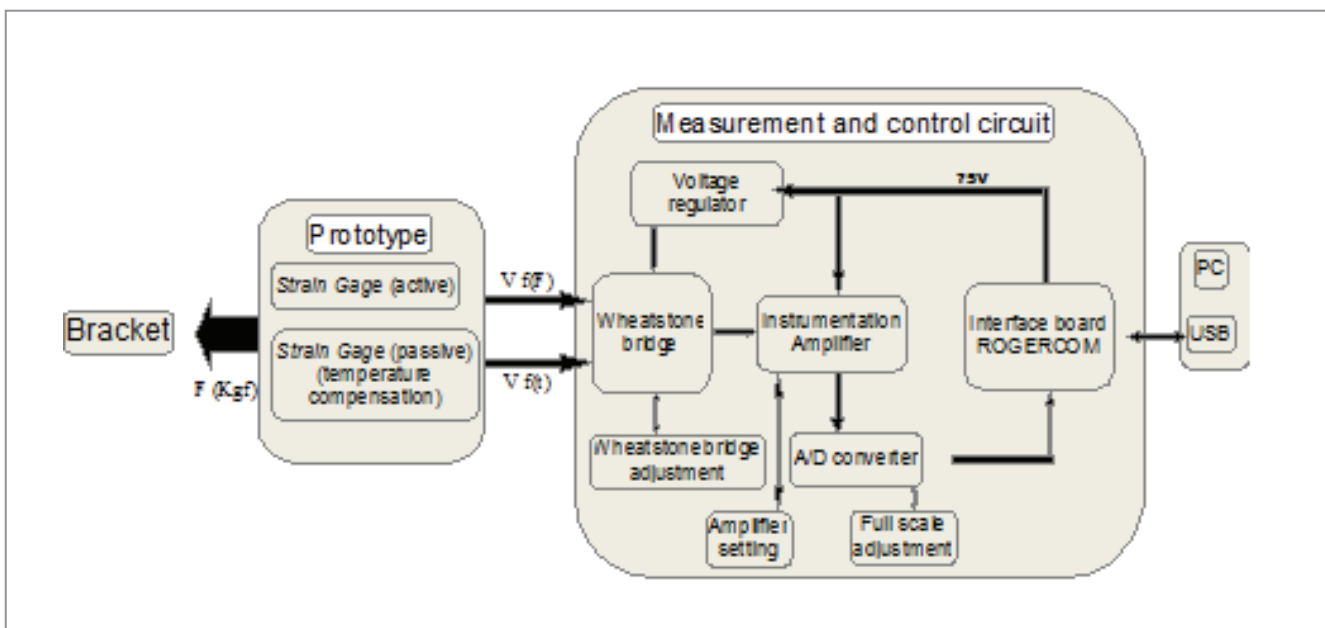 Measurement and control circuit
Voltage
regulator
75V
Prototype
Strain Gage (active)
Strain Gage (passive)
(temperature
compensation)
V f(F)
V f(t)
Bracket
F (Kgf)
Wheatstone
bridge
Instrumentation
Amplifier
Interface board
ROGERCOM
PC
USB
Wheatstone bridge
adjustment
A/D converter
Amplifier
setting
Full scale
adjustment